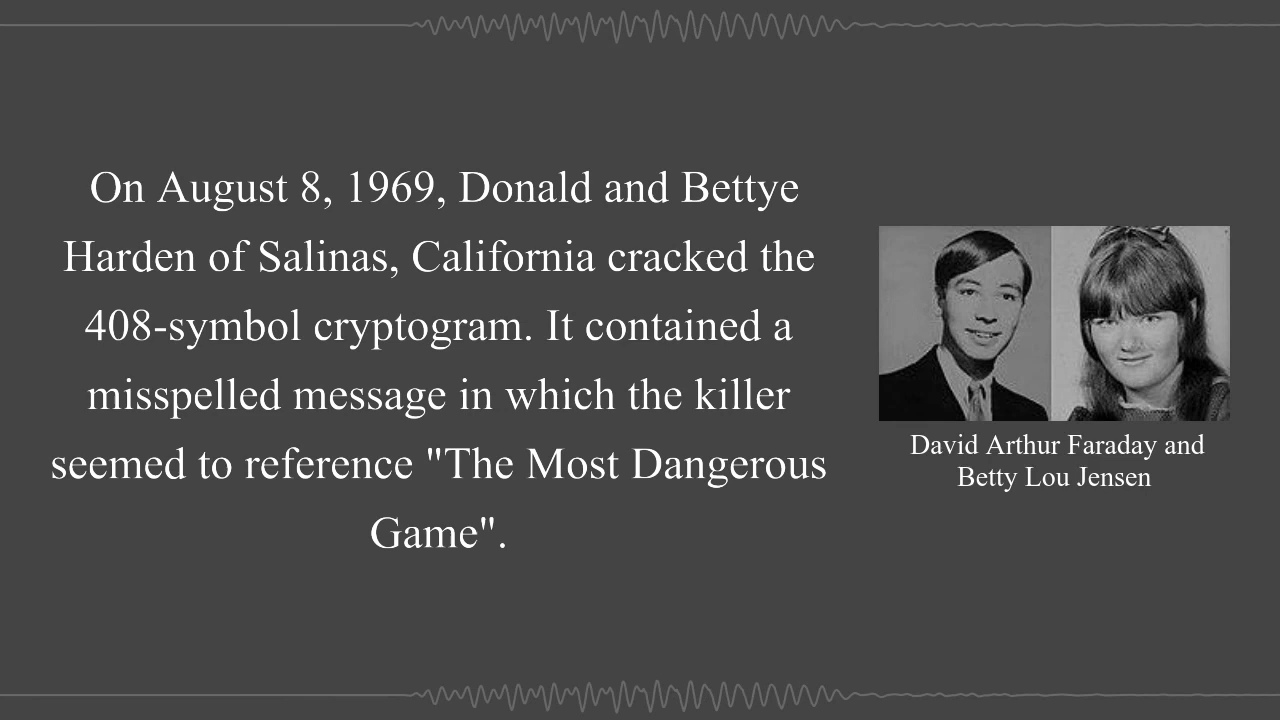 On August 8, 1969, Donald and Bettye
Harden of Salinas, California cracked the
408-symbol cryptogram. It contained a
misspelled message in which the killer
seemed to reference "The Most Dangerous
Game".
David Arthur Faraday and
Betty Lou Jensen